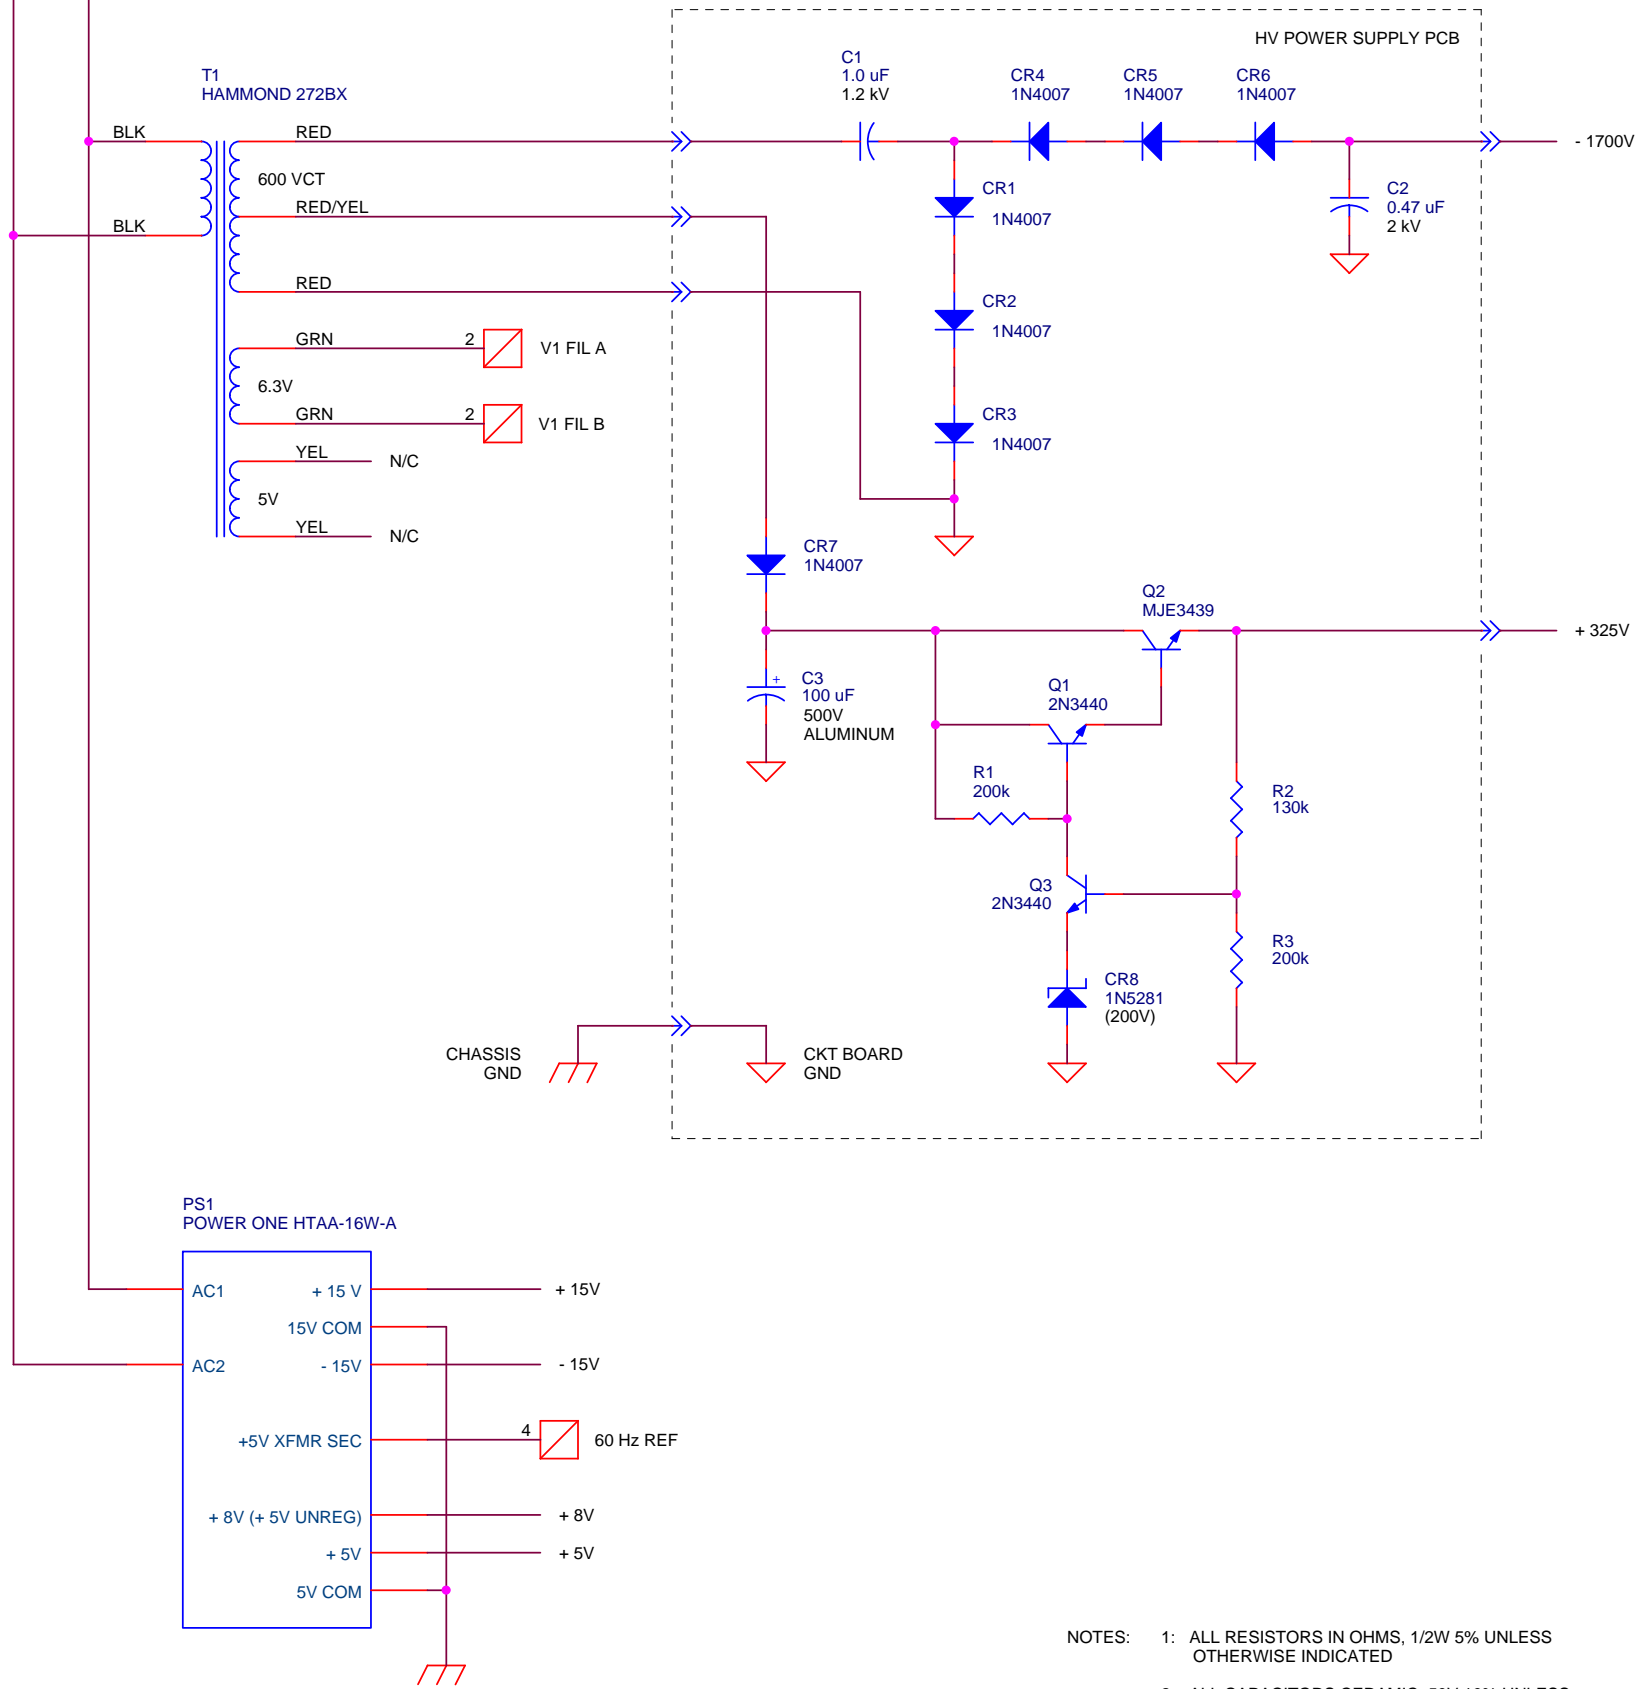 HV POWER SUPPLY PCB
T1
HAMMOND 272BX
C1
1.0 uF
1.2 kV
CR4
1N4007
CR5
1N4007
CR6
1N4007
BLK
RED
- 1700V
600 VCT
CR1
1N4007
C2
0.47 uF
2 kV
RED/YEL
BLK
RED
CR2
1N4007
GRN
2
V1 FIL A
6.3V
GRN
2
V1 FIL B
CR3
1N4007
YEL
N/C
5V
YEL
N/C
CR7
1N4007
Q2
MJE3439
+ 325V
+
C3
100 uF
500V
ALUMINUM
Q1
2N3440
R1
200k
R2
130k
Q3
2N3440
R3
200k
CR8
1N5281
(200V)
CHASSIS
GND
CKT BOARD
GND
PS1
POWER ONE HTAA-16W-A
AC1
+ 15 V
+ 15V
15V COM
AC2
- 15V
- 15V
+5V XFMR SEC
4
60 Hz REF
+ 8V (+ 5V UNREG)
+ 8V
+ 5V
+ 5V
5V COM
NOTES: 1: ALL RESISTORS IN OHMS, 1/2W 5% UNLESS
OTHERWISE INDICATED